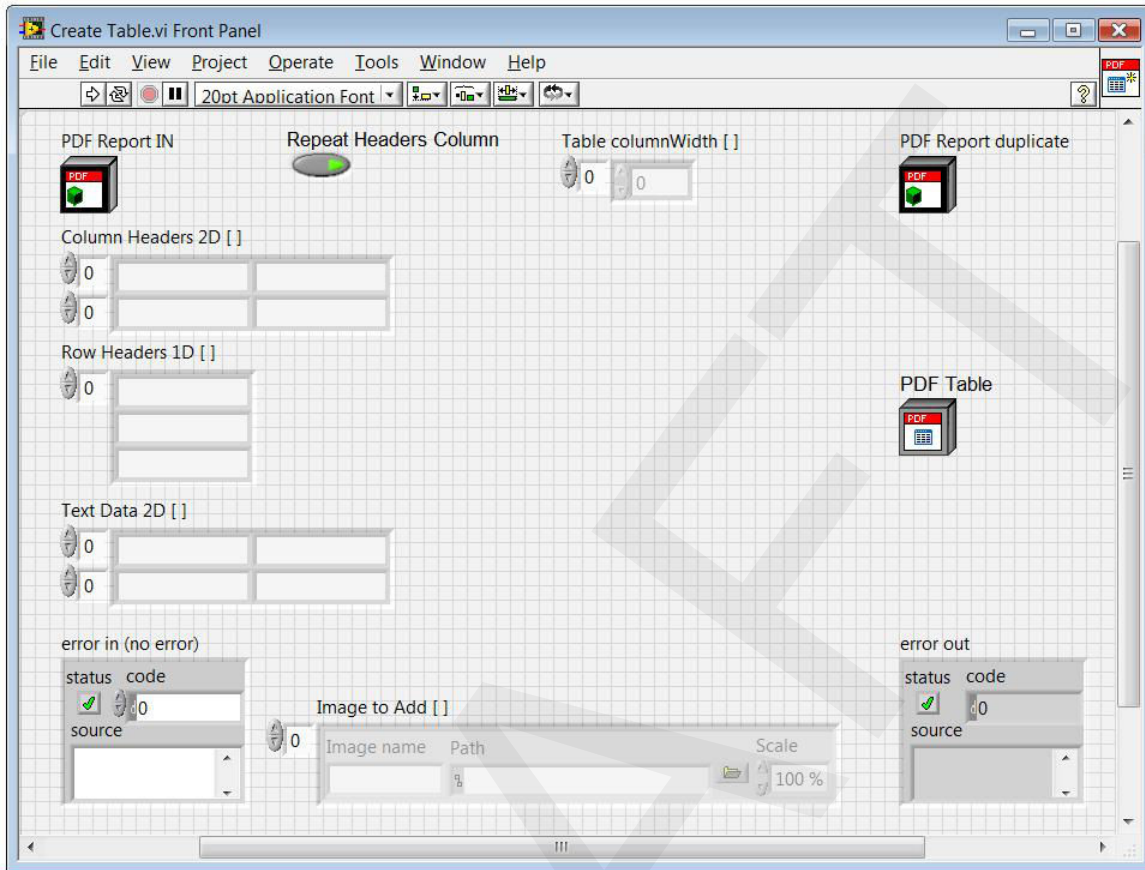 Create Table.vi Front Panel
File Edit View Project Operate Tools Window Help
PDF
20pt Application Font
?
PDF Report IN
Repeat Headers Column
Table columnWidth [ ]
PDF Report duplicate
PDF
0
0
PDF
Column Headers 2D [ ]
0
0
Row Headers 1D [ ]
0
PDF Table
PDF
Text Data 2D [ ]
0
0
error in (no error)
error out
status code
status code
d 0
d 0
Image to Add [ ]
source
source
0
Image name Path Scale
100 %